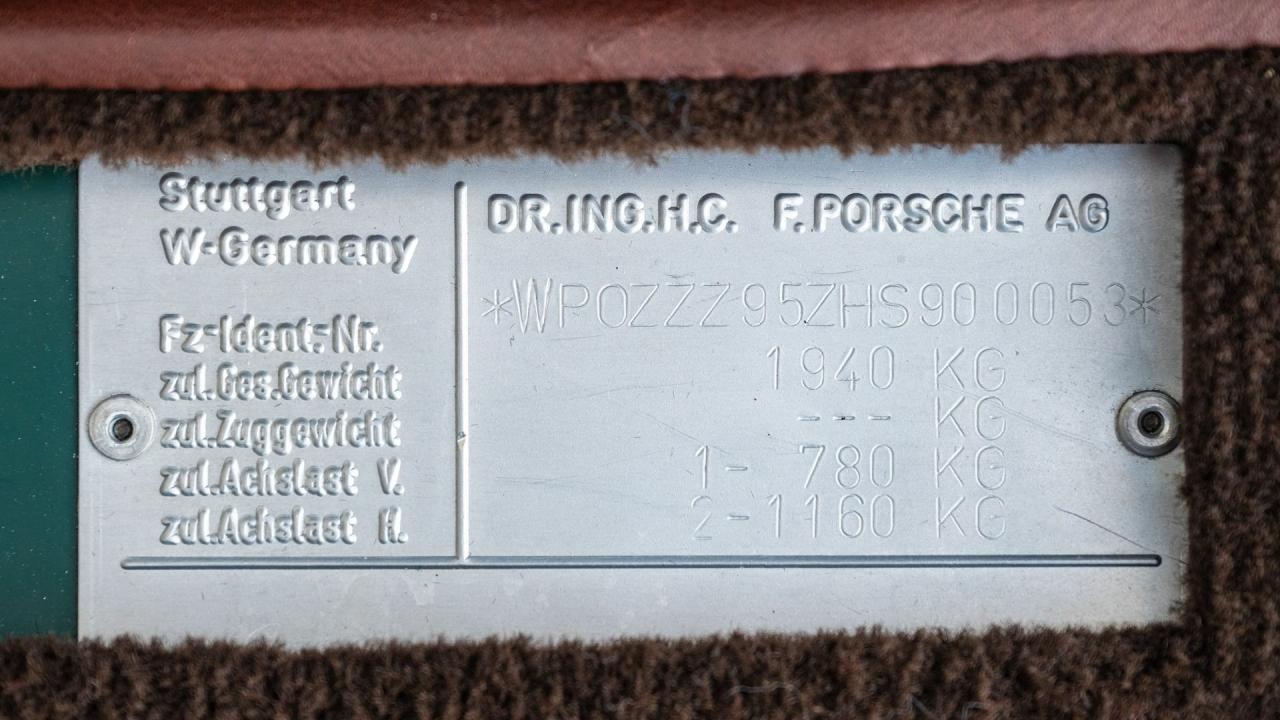 Stuttgart
W-Germany
DR.ING.H.C. F.PORSCHE AG
Fz-Ident.-Nr. *WP0ZZZ95ZHS900053*
zul.Ges.Gewicht 1940 KG
zul.Zuggewicht --- KG
zul.Achslast V. 1- 780 KG
zul.Achslast H. 2-1160 KG